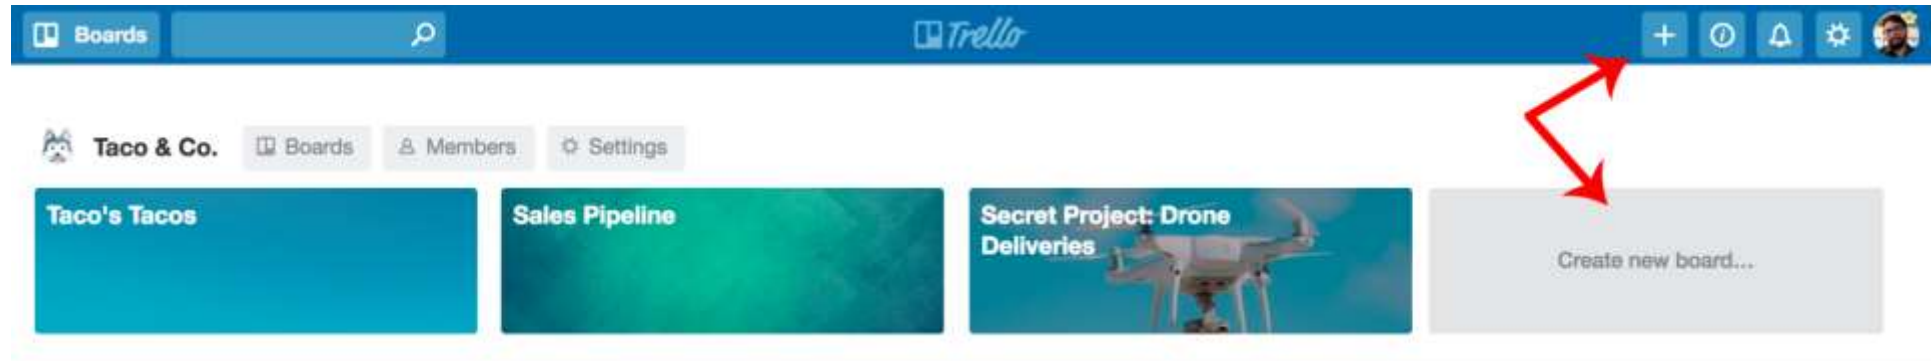 Boards
Trello
Taco & Co. Boards Members Settings
Taco's Tacos
Sales Pipeline
Secret Project: Drone
Deliveries
Create new board...